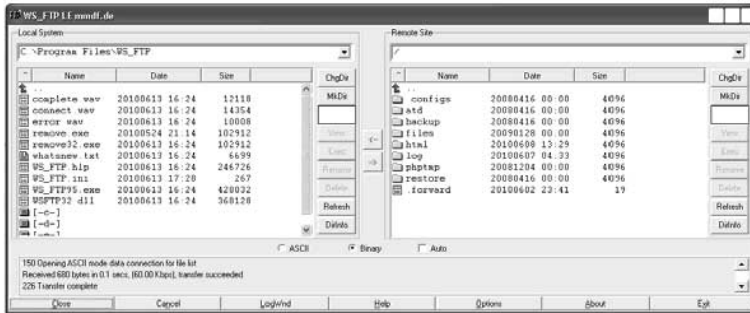 WS_FTP LE mmdf.de
Local System
C:\Program Files\WS_FTP
^ Name Date Size
..
complete wav 20100613 16:24 12118
connect wav 20100613 16:24 14354
error wav 20100613 16:24 10008
remove exe 20100524 21:14 102912
remove32.exe 20100613 16:24 102912
whatsnew.txt 20100613 16:24 6699
WS_FTP.hlp 20100613 16:24 246726
WS_FTP.ini 20100613 17:28 267
WS_FTP95.exe 20100613 16:24 428032
WSFTP32 dll 20100613 16:24 368128
[-c-]
[-d-]
ChgDir
MkDir
View
Exec
Rename
Delete
Refresh
DirInfo
<-
->
Remote Site
/
^ Name Date Size
..
configs 20080416 00:00 4096
atd 20080416 00:00 4096
backup 20080416 00:00 4096
files 20090128 00:00 4096
html 20100608 13:29 4096
log 20100607 04:33 4096
phptmp 20081204 00:00 4096
restore 20080416 00:00 4096
.forward 20100602 23:41 19
ChgDir
MkDir
View
Exec
Rename
Delete
Refresh
DirInfo
ASCII Binary Auto
150 Opening ASCII mode data connection for file list
Received 680 bytes in 0.1 secs, (60.00 Kbps), transfer succeeded
226 Transfer complete
Close Cancel LogWnd Help Options About Exit